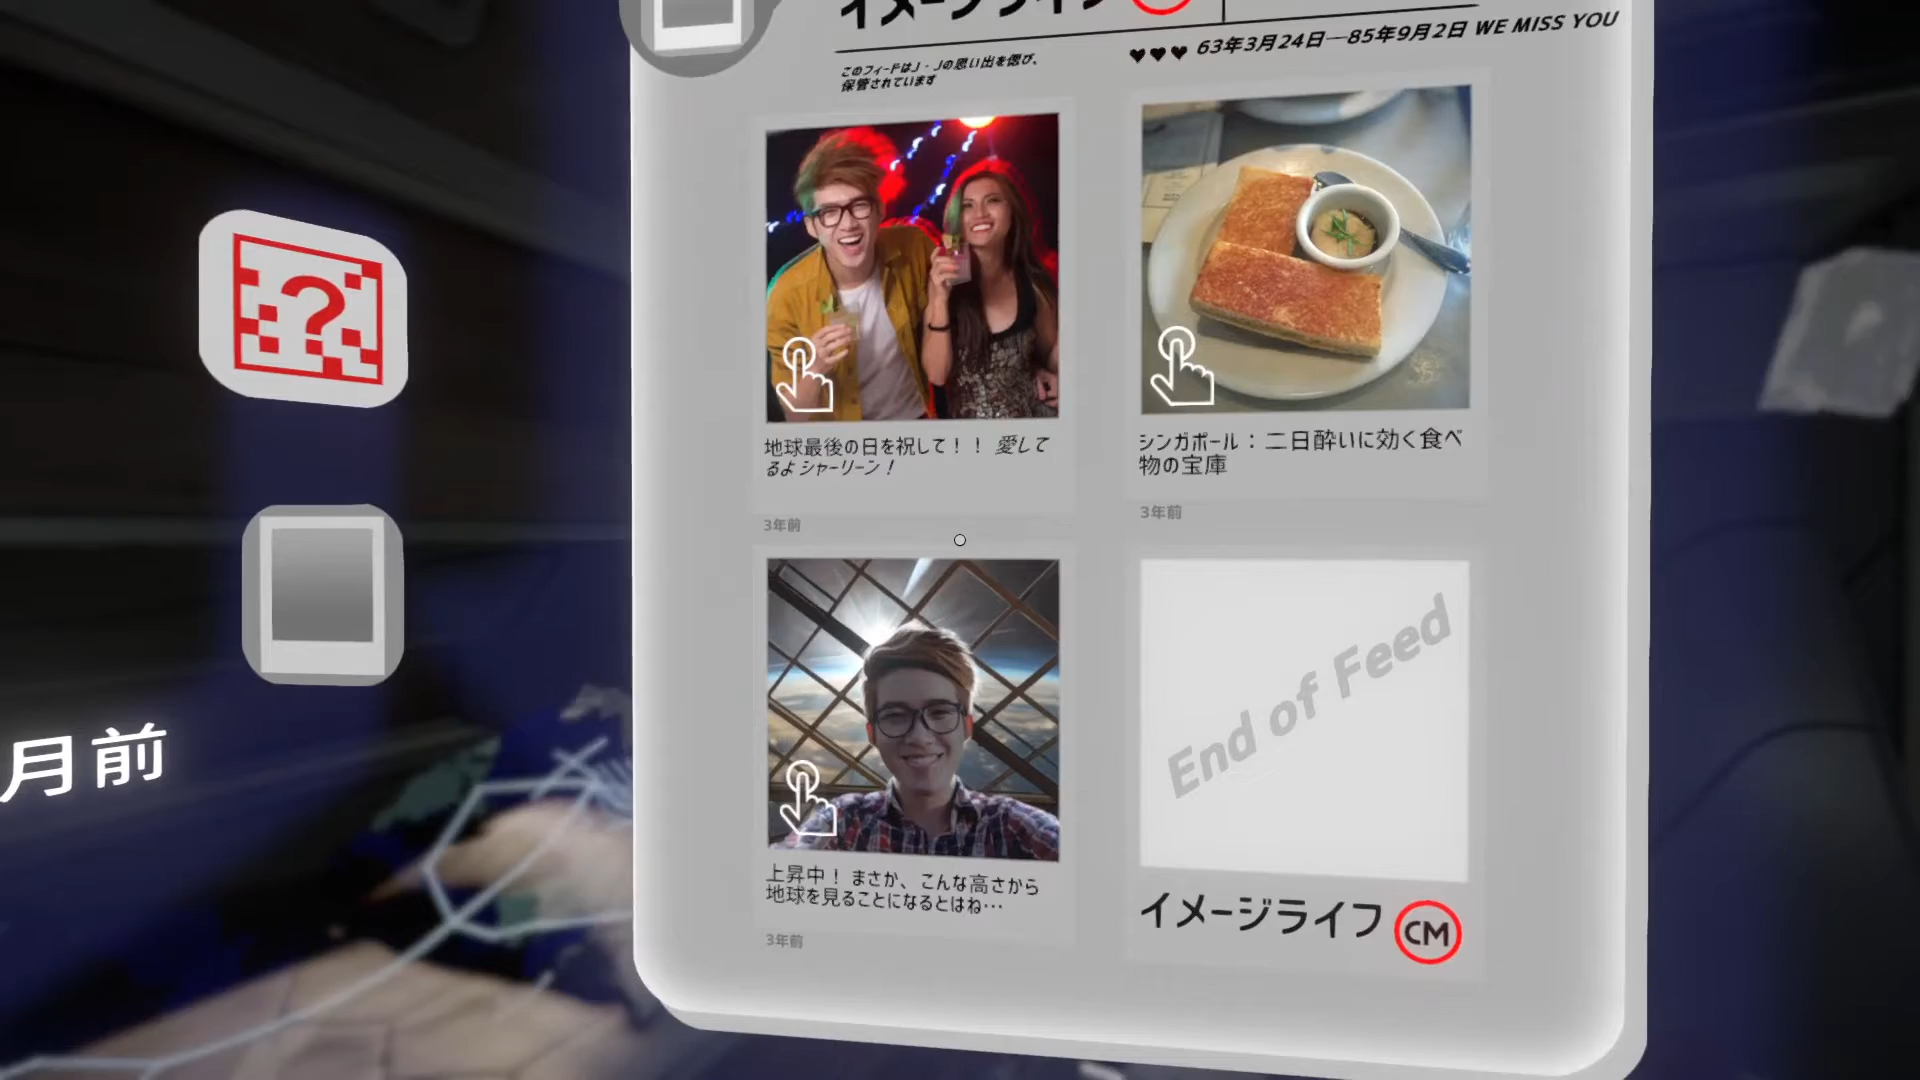 イメージライフ
63年3月24日—85年9月2日 WE MISS YOU
このフィードはJ・Jの思い出を偲び、
保管されています
地球最後の日を祝して！！ 愛して
るよ シャーリーン！
3年前
シンガポール：二日酔いに効く食べ
物の宝庫
3年前
?
月前
上昇中！ まさか、こんな高さから
地球を見ることになるとはね…
3年前
End of Feed
イメージライフ CM